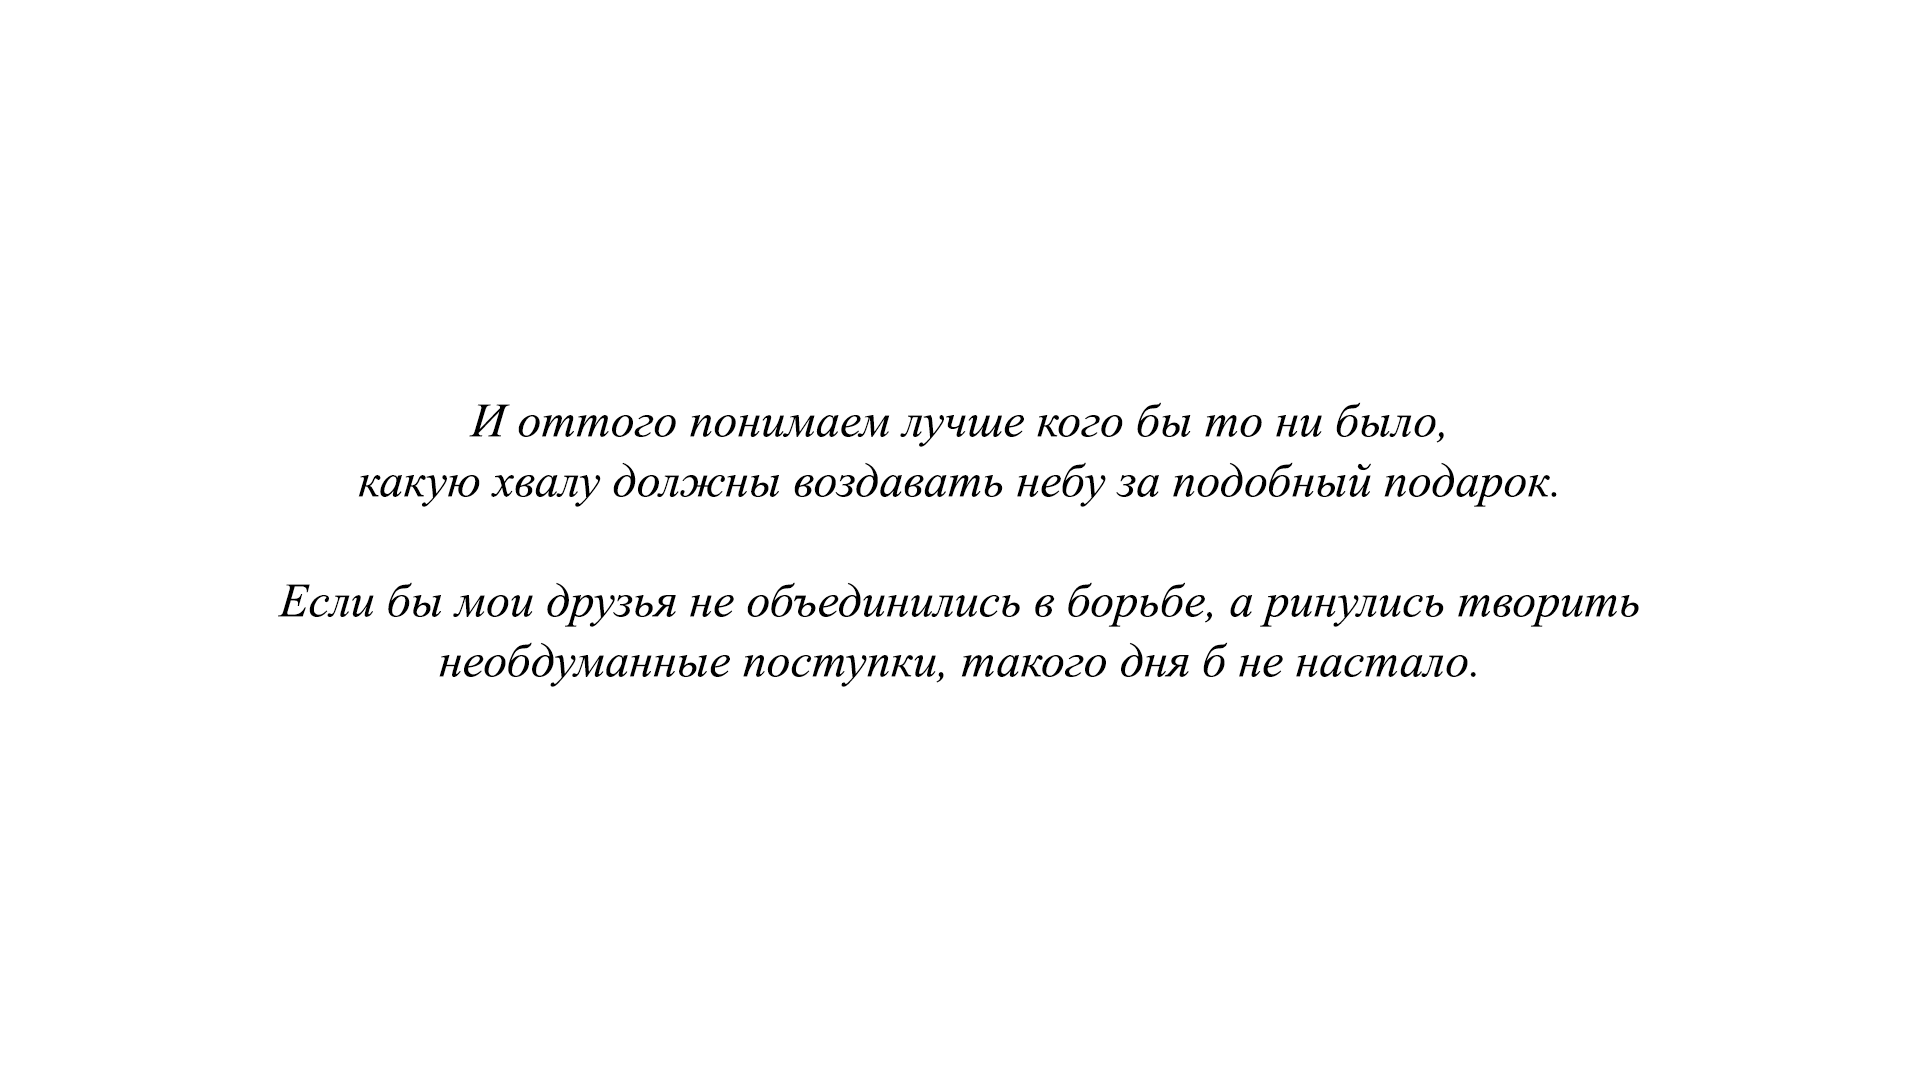 И оттого понимаем лучше кого бы то ни было,
какую хвалу должны воздавать небу за подобный подарок.
Если бы мои друзья не объединились в борьбе, а ринулись творить
необдуманные поступки, такого дня б не настало.